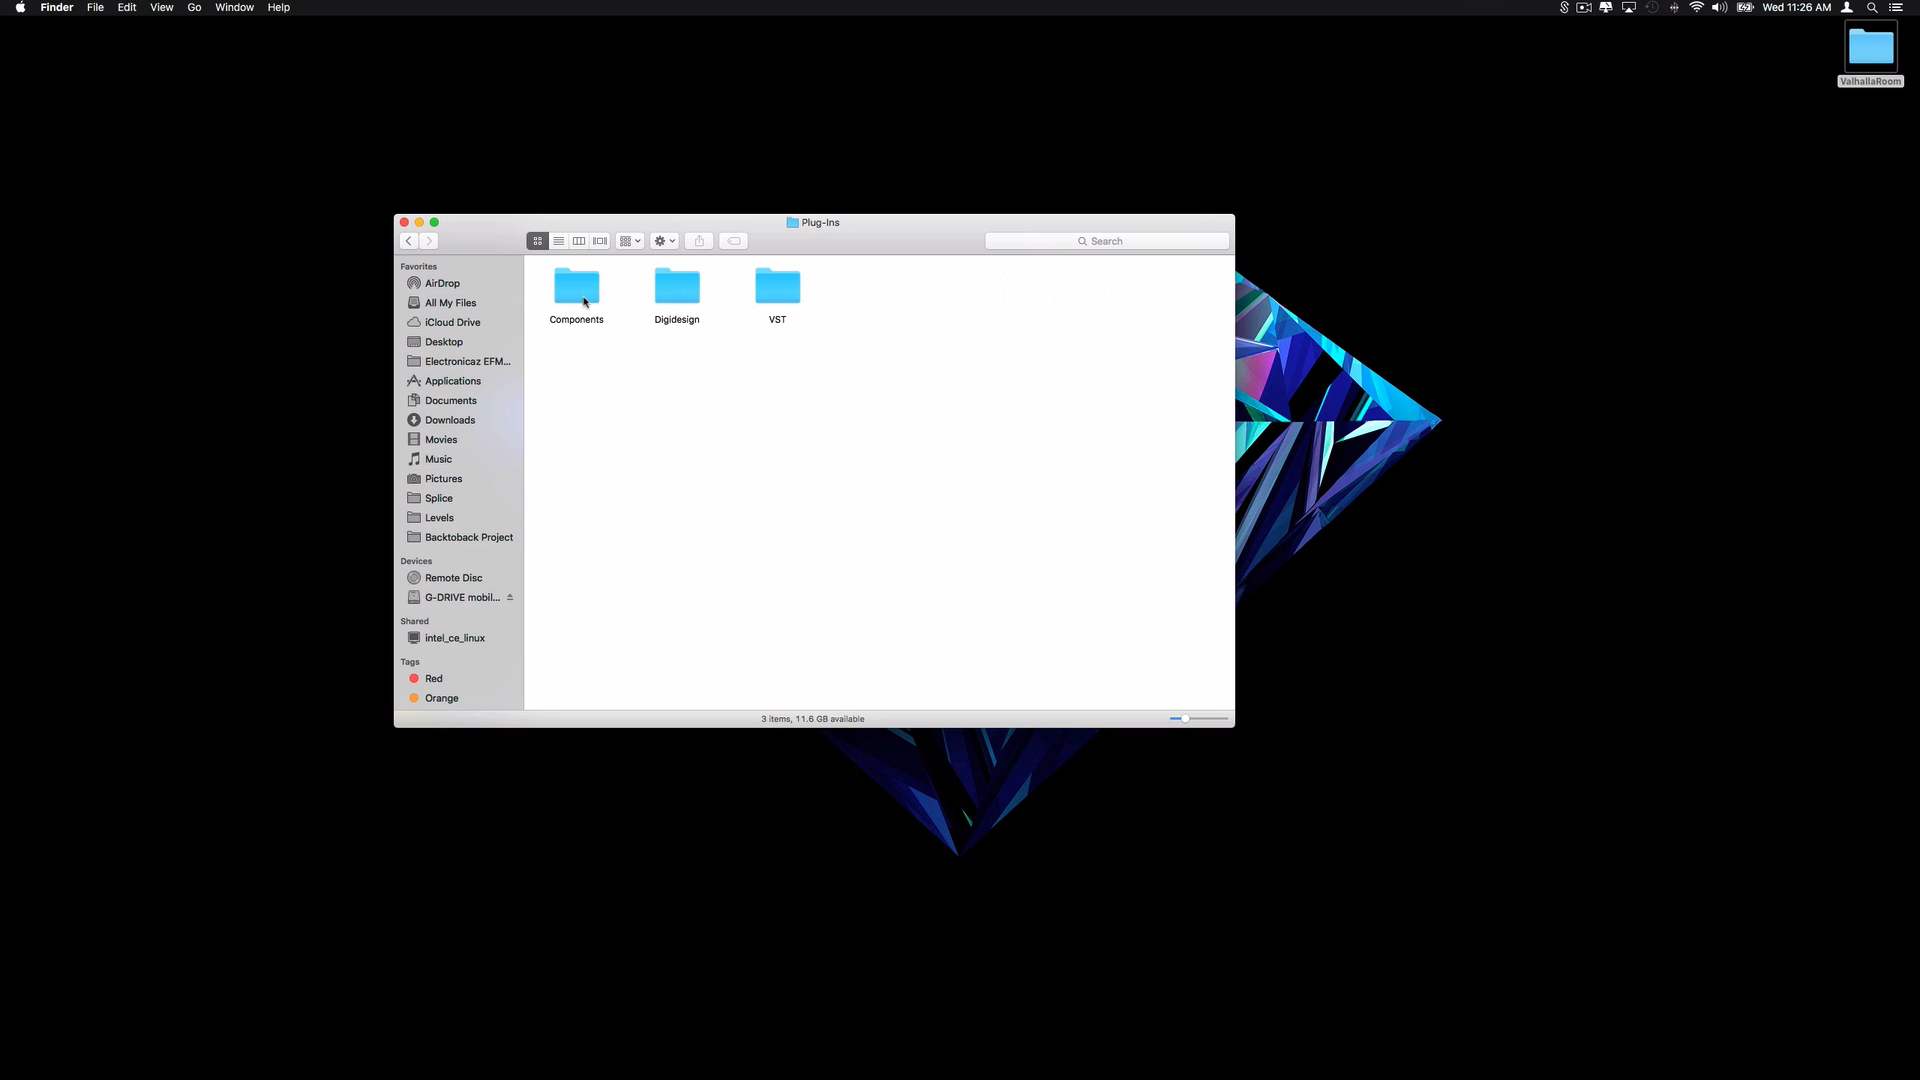 Finder File Edit View Go Window Help
Wed 11:26 AM
ValhallaRoom
Plug-Ins
Search
Favorites
AirDrop
All My Files
iCloud Drive
Desktop
Electronicaz EFM...
Applications
Documents
Downloads
Movies
Music
Pictures
Splice
Levels
Backtoback Project
Devices
Remote Disc
G-DRIVE mobil...
Shared
intel_ce_linux
Tags
Red
Orange
Components Digidesign VST
3 items, 11.6 GB available